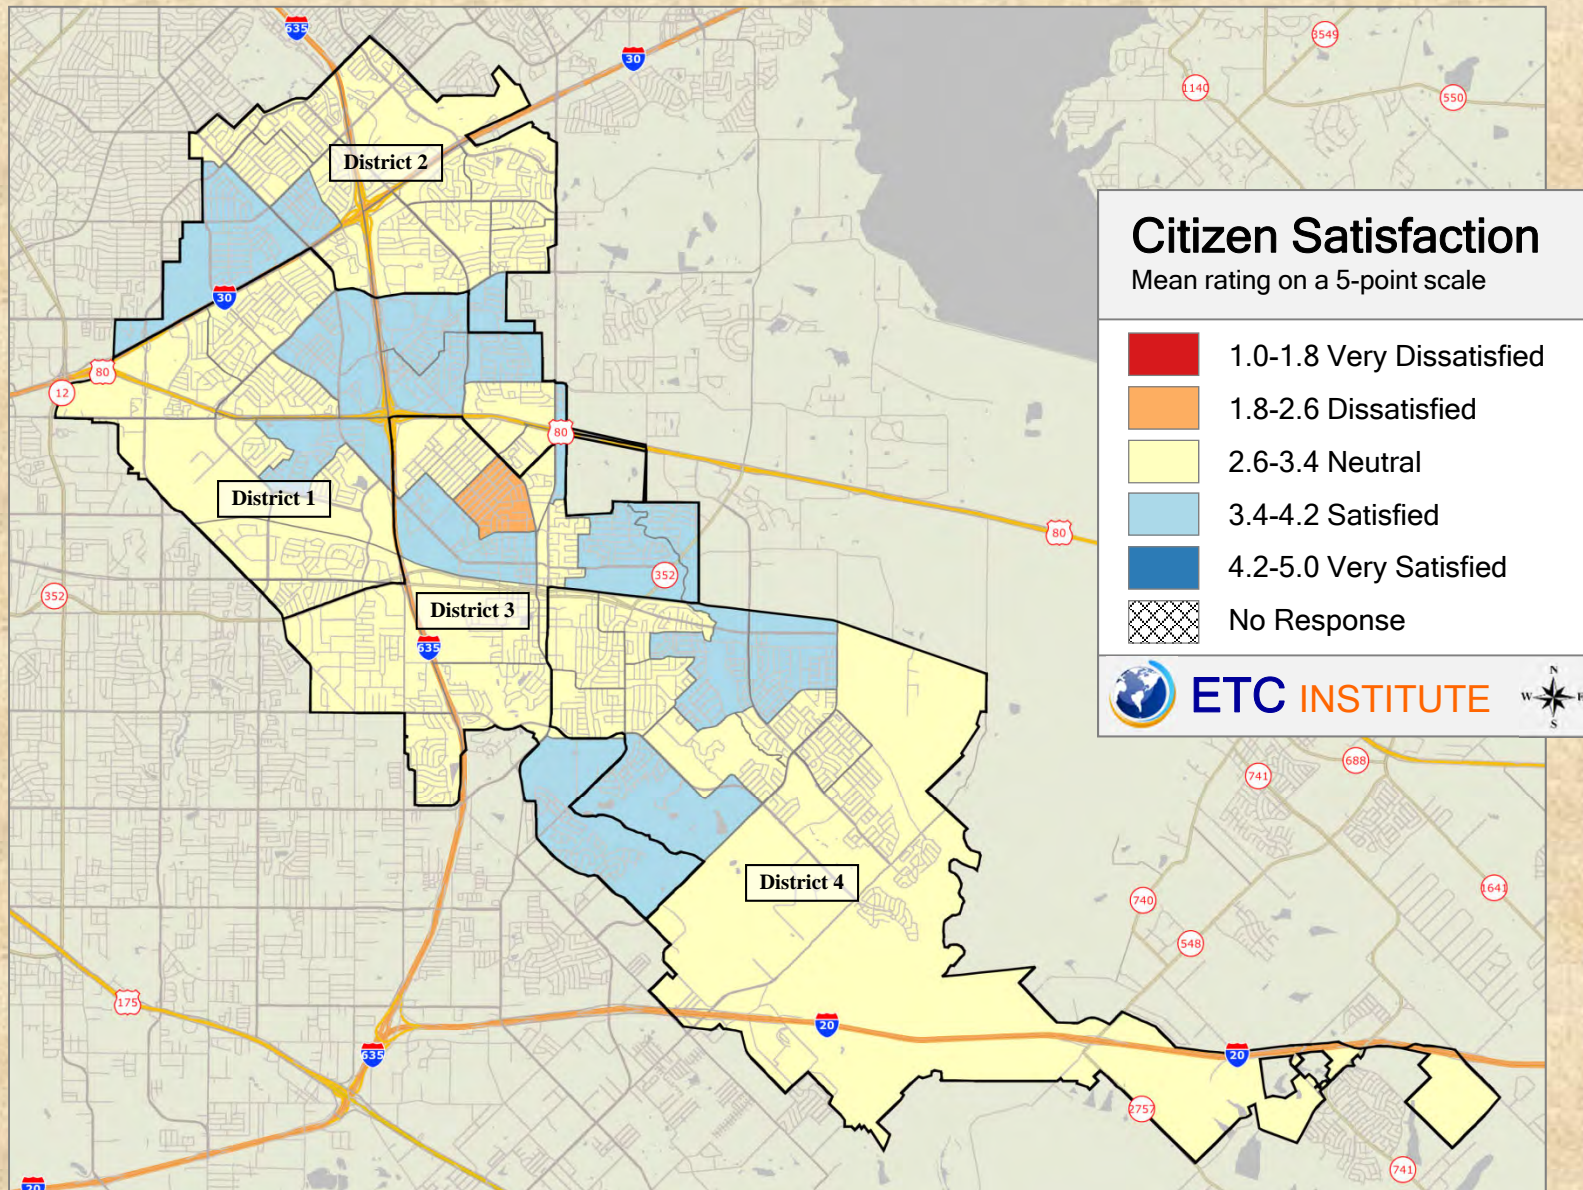 635
30
3549
1140
550
District 2
Citizen Satisfaction
Mean rating on a 5-point scale
30
1.0-1.8 Very Dissatisfied
80
12
1.8-2.6 Dissatisfied
80
2.6-3.4 Neutral
District 1
3.4-4.2 Satisfied
80
352
4.2-5.0 Very Satisfied
352
District 3
No Response
635
ETC INSTITUTE
N
W
E
S
688
741
District 4
1641
740
548
175
20
635
20
2757
741
20